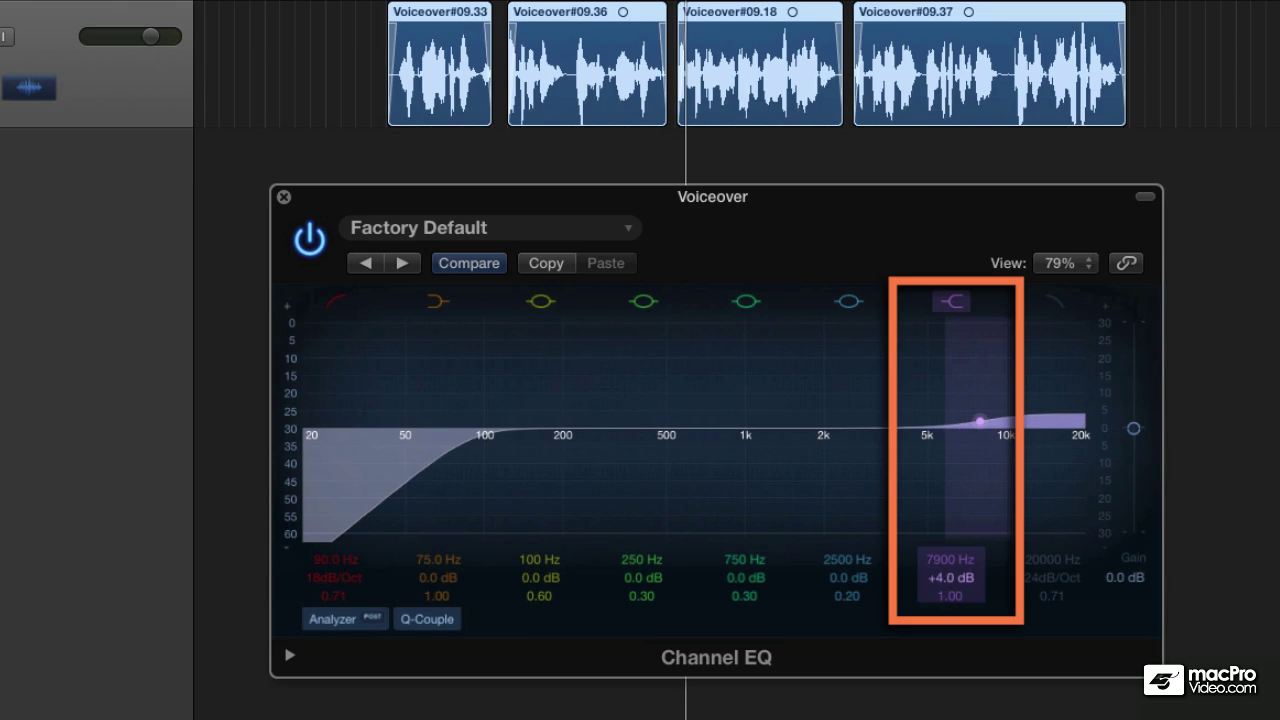 Voiceover#09.33 Voiceover#09.36 Voiceover#09.18 Voiceover#09.37
I
Voiceover
Factory Default
Compare Copy Paste View: 79%
+ +
0 30
5 25
10 20
15 15
20 10
25 5
30 20 50 100 200 500 1k 2k 5k 10k 20k 0
35 5
40 10
45 15
50 20
55 25
60 30
- -
90.0 Hz 75.0 Hz 100 Hz 250 Hz 750 Hz 2500 Hz 7900 Hz 20000 Hz Gain
18dB/Oct 0.0 dB 0.0 dB 0.0 dB 0.0 dB 0.0 dB +4.0 dB 24dB/Oct 0.0 dB
0.71 1.00 0.60 0.30 0.30 0.20 1.00 0.71
Analyzer POST Q-Couple
Channel EQ
macPro
Video.com